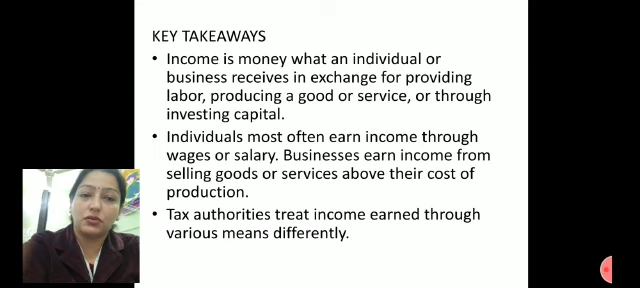 KEY TAKEAWAYS
• Income is money what an individual or
business receives in exchange for providing
labor, producing a good or service, or through
investing capital.
• Individuals most often earn income through
wages or salary. Businesses earn income from
selling goods or services above their cost of
production.
• Tax authorities treat income earned through
various means differently.